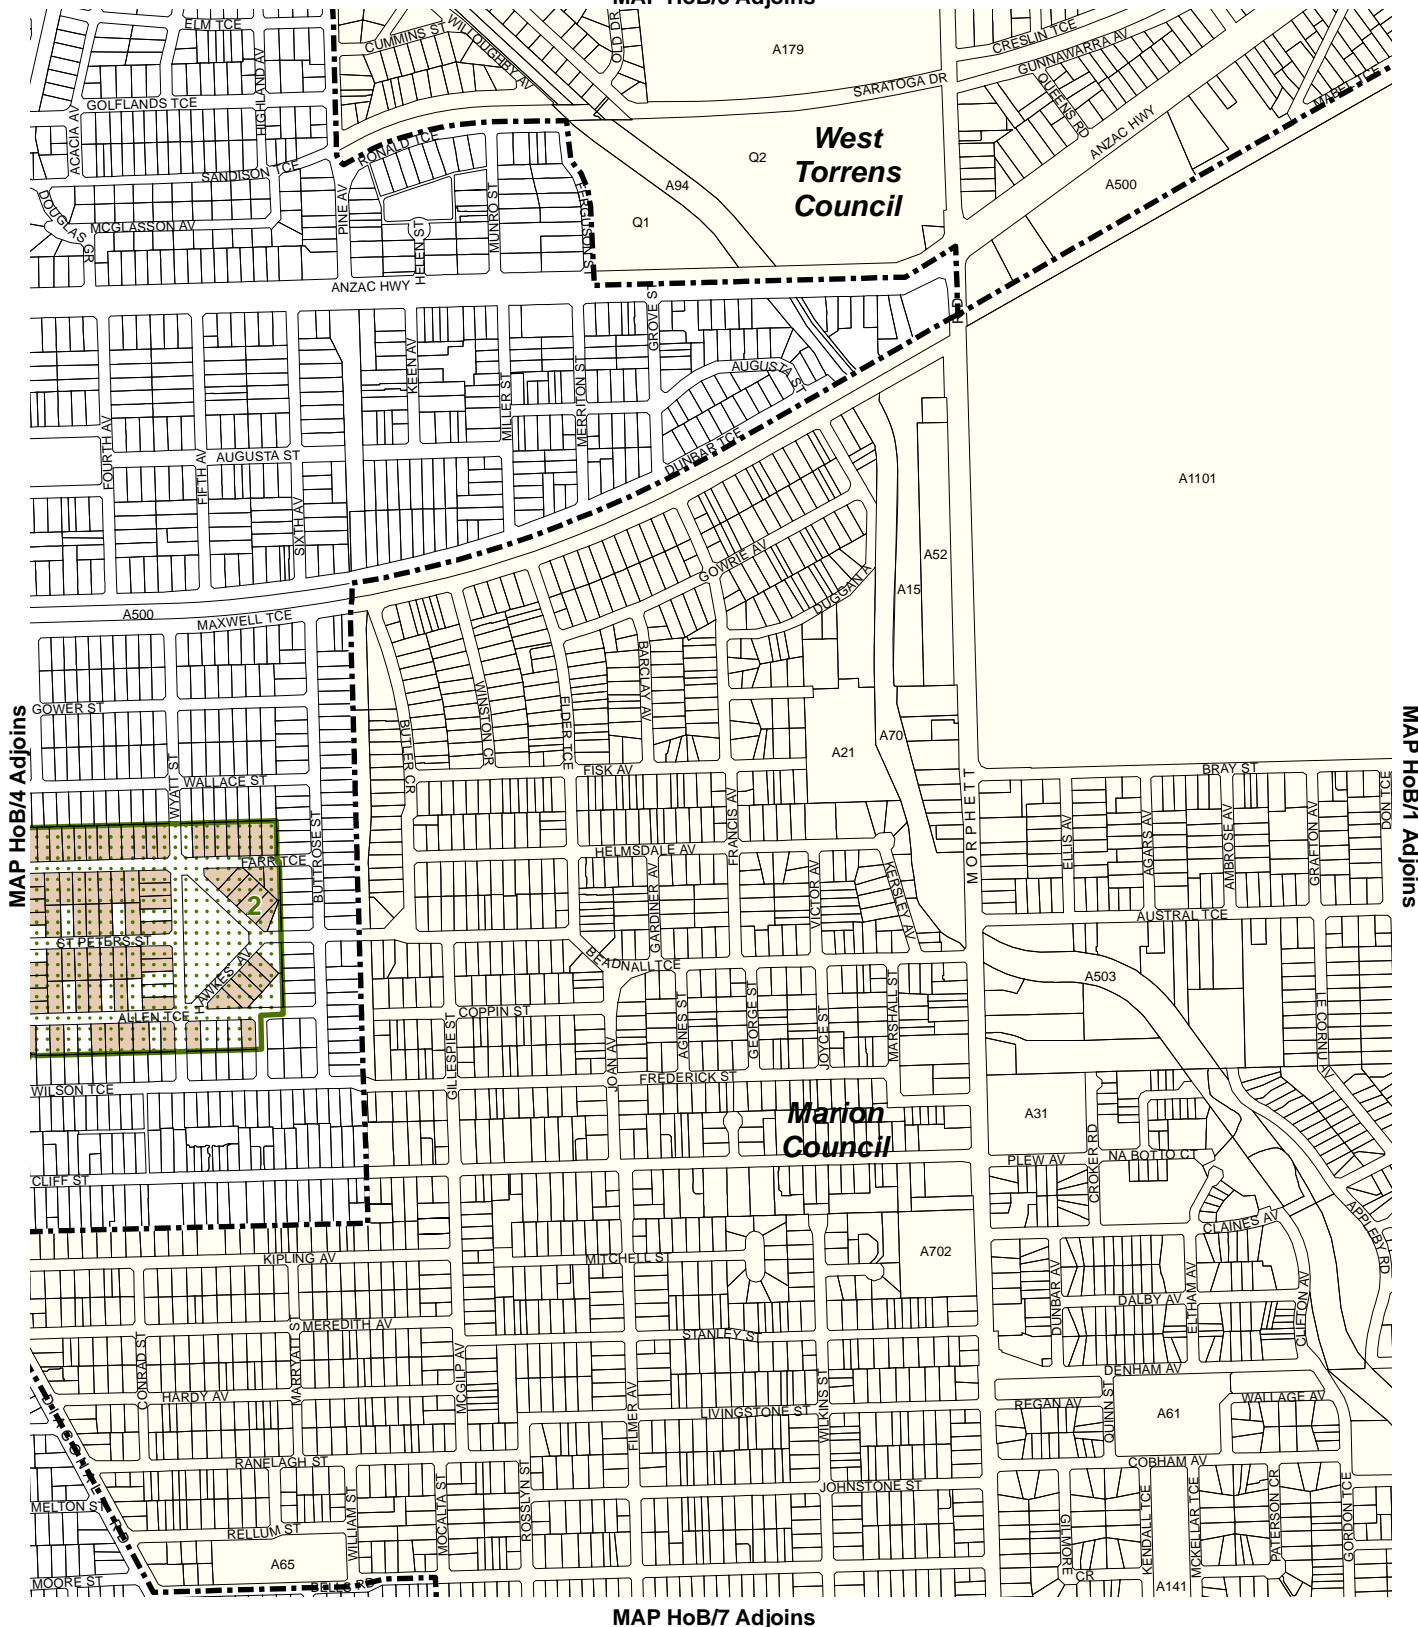 MAP HoB/3 Adjoins
ELM TCE
CUMMINS ST
WILLOUGHBY AV
OLD DR
A179
CRESLIN TCE
GUNNAWARRA AV
HIGHLAND AV
GOLFLANDS TCE
ACACIA AV
SARATOGA DR
QUEENS RD
MABEL TCE
ANZAC HWY
RONALD TCE
SANDISON TCE
West
Torrens
Council
Q2
A94
A500
Q1
DOUGLAS GR
MCGLASSON AV
PINE AV
HELEN ST
MUNRO ST
FERGUSON ST
ANZAC HWY
GROVE ST
RD
KEEN AV
MILLER ST
MERRITON ST
AUGUSTA ST
DUNBAR TCE
FOURTH AV
FIFTH AV
AUGUSTA ST
SIXTH AV
A1101
GOWRIE AV
DUGGAN A
A52
A15
A500
MAXWELL TCE
BARCLAY AV
WINSTON CR
ELDER TCE
BUTLER CR
GOWER ST
MAP HoB/4 Adjoins
MAP HoB/1 Adjoins
A21
A70
WYATT ST
WALLACE ST
FISK AV
BRAY ST
MORPHETT
DON TCE
BUTTROSE ST
FRANCIS AV
HELMSDALE AV
ELLIS AV
AGARS AV
AMBROSE AV
GRAFTON AV
FARR TCE
2
GARDINER AV
VICTOR AV
KERSLEY AV
AUSTRAL TCE
ST PETERS ST
HAWKES AV
BEADNALL TCE
A503
ALLEN TCE
COPPIN ST
GILLESPIE ST
JOAN AV
AGNES ST
GEORGE ST
JOYCE ST
MARSHALL ST
LE CORNU AV
WILSON TCE
FREDERICK ST
Marion
Council
A31
CROKER RD
PLEW AV
NABOTTO CT
CLIFF ST
CLAINES AV
APPLEBY RD
KIPLING AV
MITCHELL ST
A702
DUNBAR AV
DALBY AV
ELTHAM AV
CLIFTON AV
MEREDITH AV
STANLEY ST
CONRAD ST
MARRYATT ST
MCGILP AV
DENHAM AV
HARDY AV
FILMER AV
LIVINGSTONE ST
WILKINS ST
REGAN AV
QUINN ST
A61
WALLAGE AV
DIAGONAL RD
RANELAGH ST
COBHAM AV
MELTON ST
WILLIAM ST
MOCALTA ST
ROSSLYN ST
JOHNSTONE ST
RELLUM ST
A65
GILMORE
CR
KENDALL TCE
MCKELLAR TCE
PATERSON CR
GORDON TCE
MOORE ST
BELLS RD
A141
MAP HoB/7 Adjoins